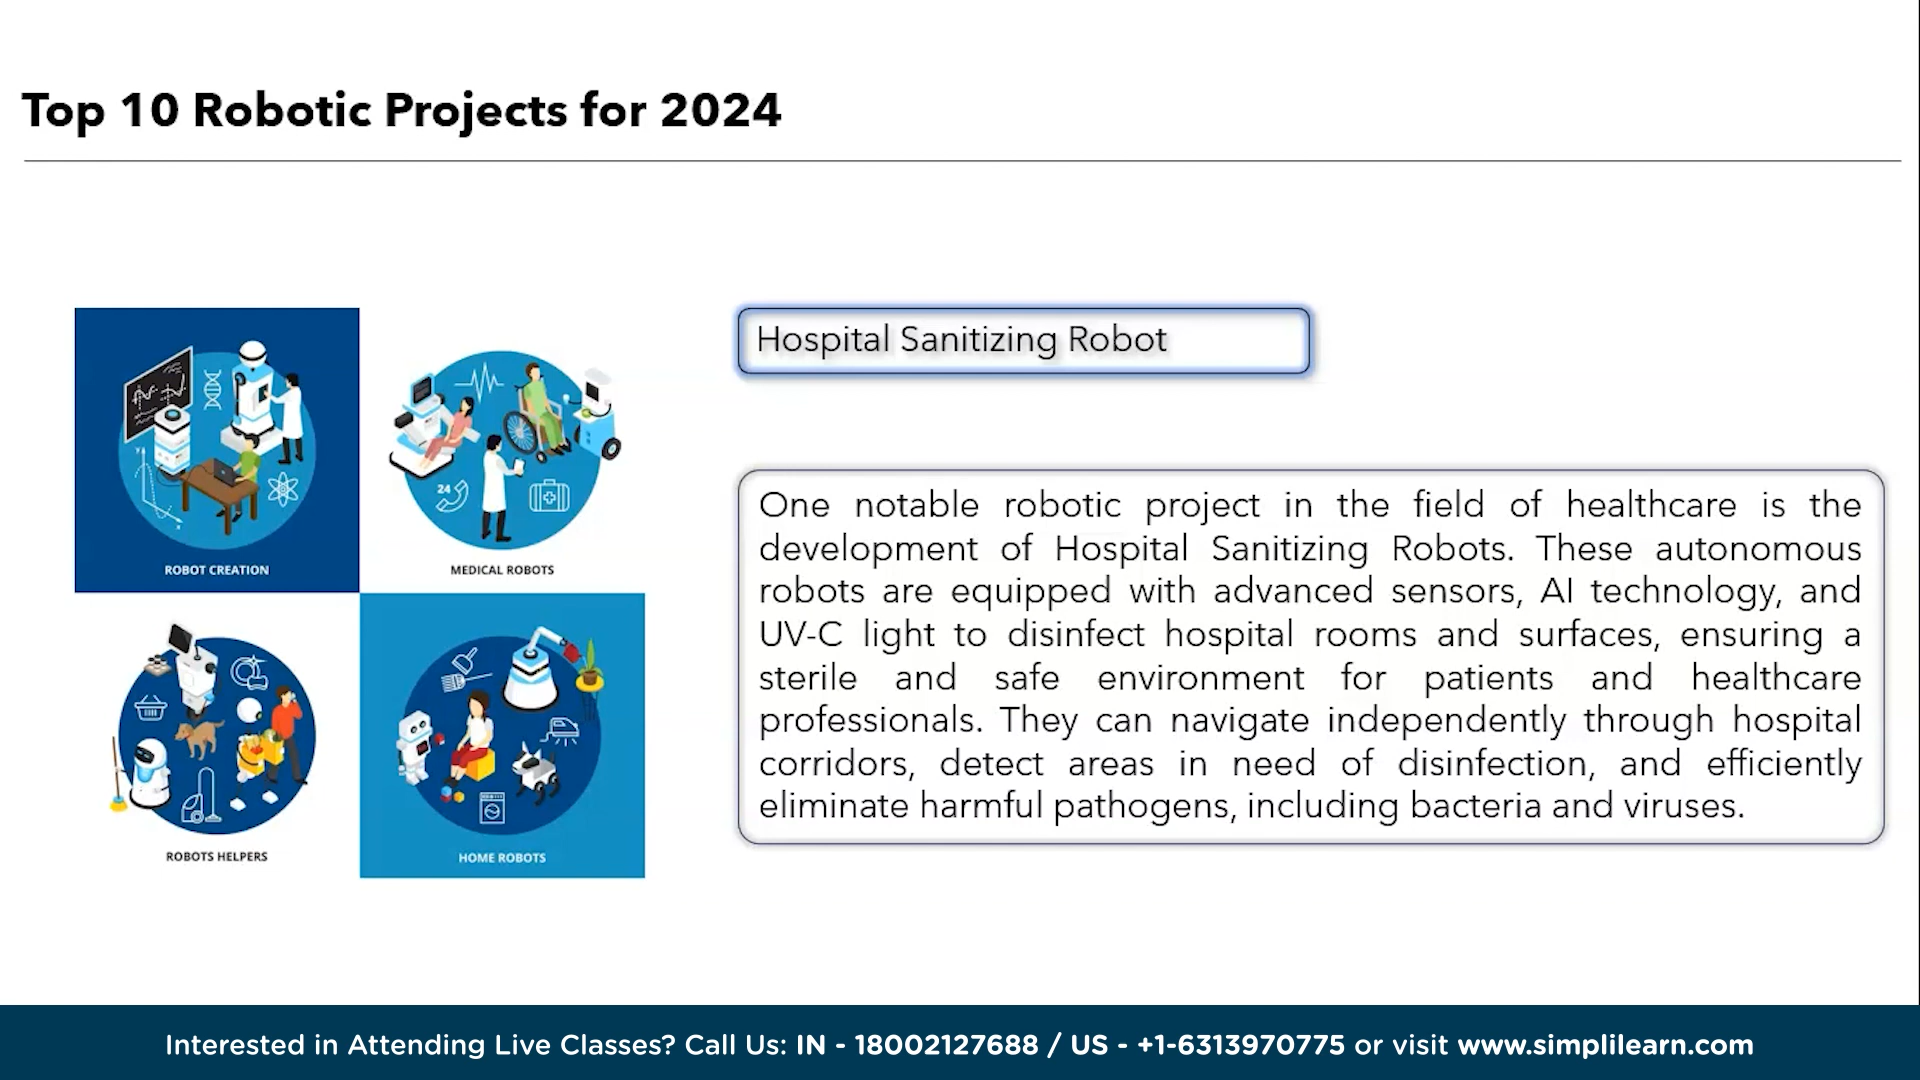 Top 10 Robotic Projects for 2024
ROBOT CREATION
MEDICAL ROBOTS
24
ROBOTS HELPERS
HOME ROBOTS
Hospital Sanitizing Robot
One notable robotic project in the field of healthcare is the
development of Hospital Sanitizing Robots. These autonomous
robots are equipped with advanced sensors, AI technology, and
UV-C light to disinfect hospital rooms and surfaces, ensuring a
sterile and safe environment for patients and healthcare
professionals. They can navigate independently through hospital
corridors, detect areas in need of disinfection, and efficiently
eliminate harmful pathogens, including bacteria and viruses.
Interested in Attending Live Classes? Call Us: IN - 18002127688 / US - +1-6313970775 or visit www.simplilearn.com